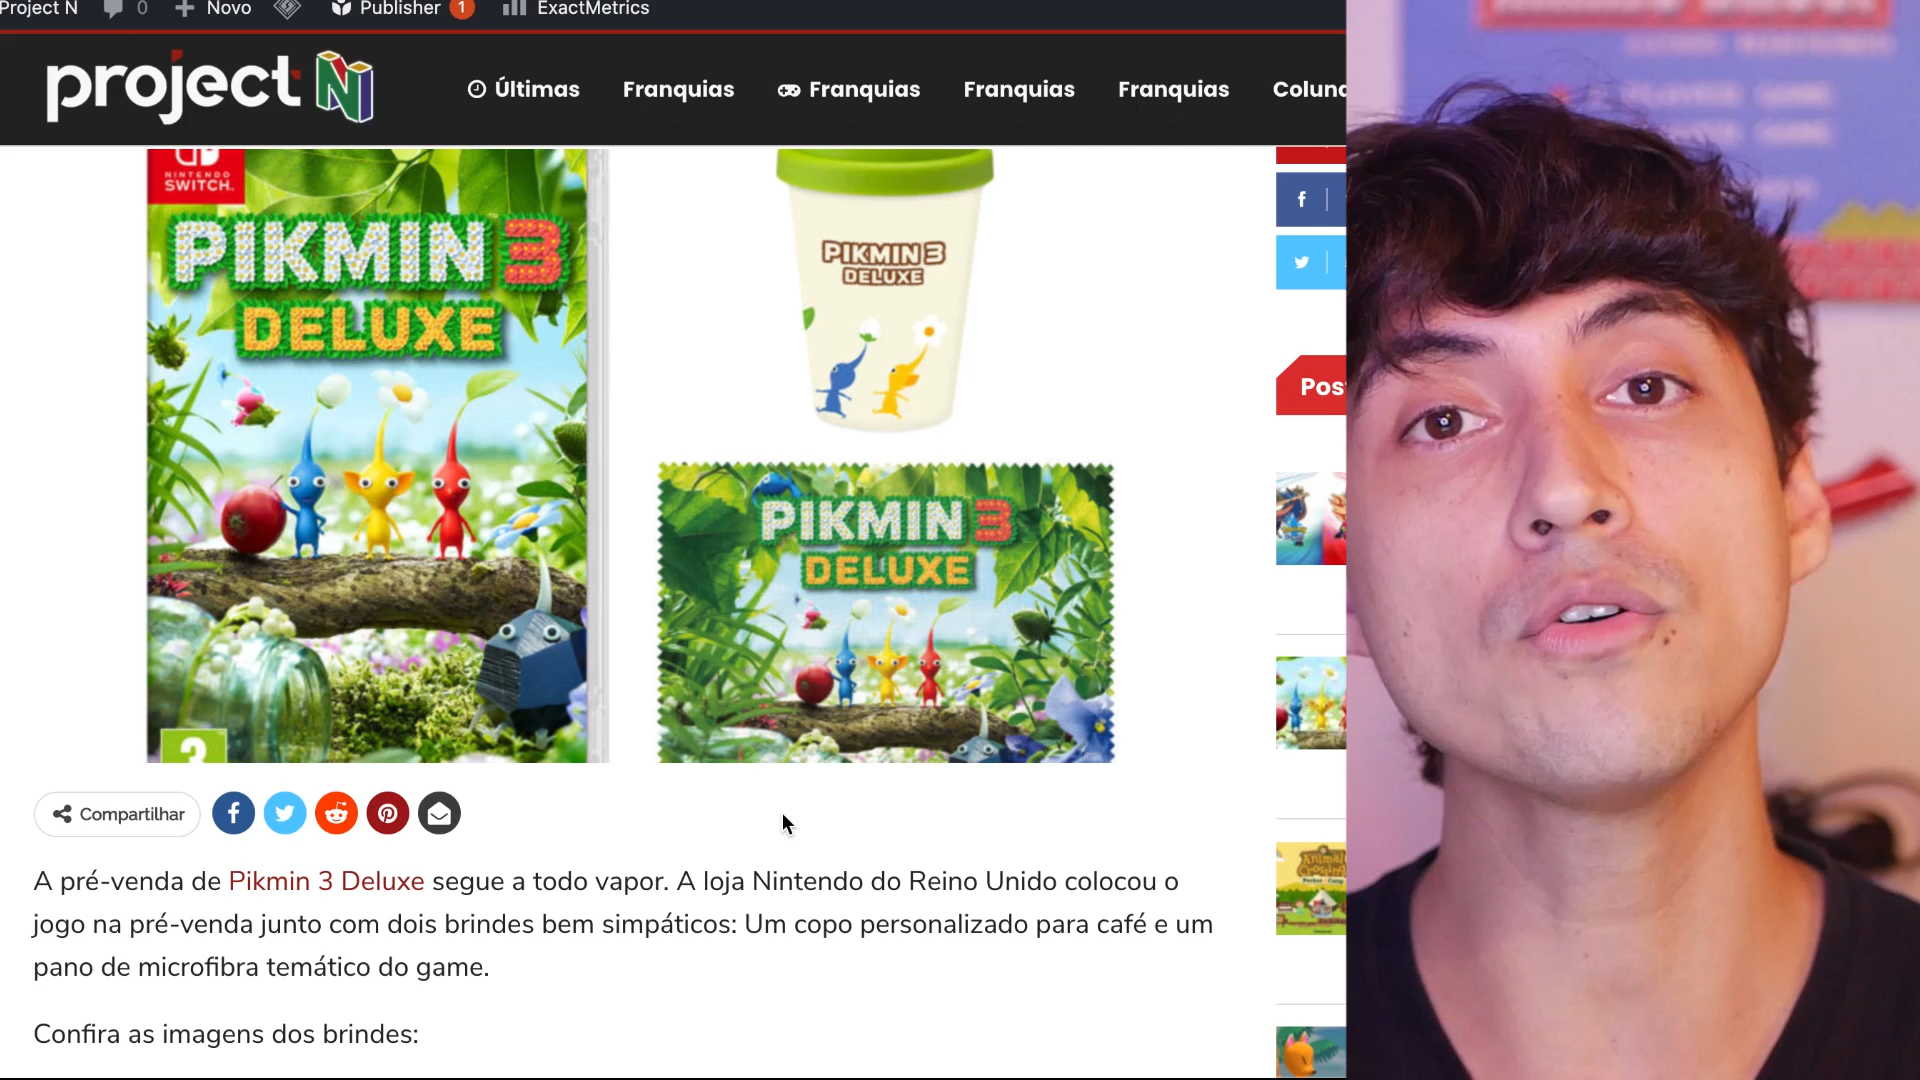 Project N 0 Novo Publisher 1 ExactMetrics
project N
Últimas Franquias Franquias Franquias Franquias
NINTENDO
SWITCH
PIKMIN 3
DELUXE
3
PIKMIN 3
DELUXE
PIKMIN 3
DELUXE
Compartilhar
A pré-venda de Pikmin 3 Deluxe segue a todo vapor. A loja Nintendo do Reino Unido colocou o
jogo na pré-venda junto com dois brindes bem simpáticos: Um copo personalizado para café e um
pano de microfibra temático do game.
Confira as imagens dos brindes: